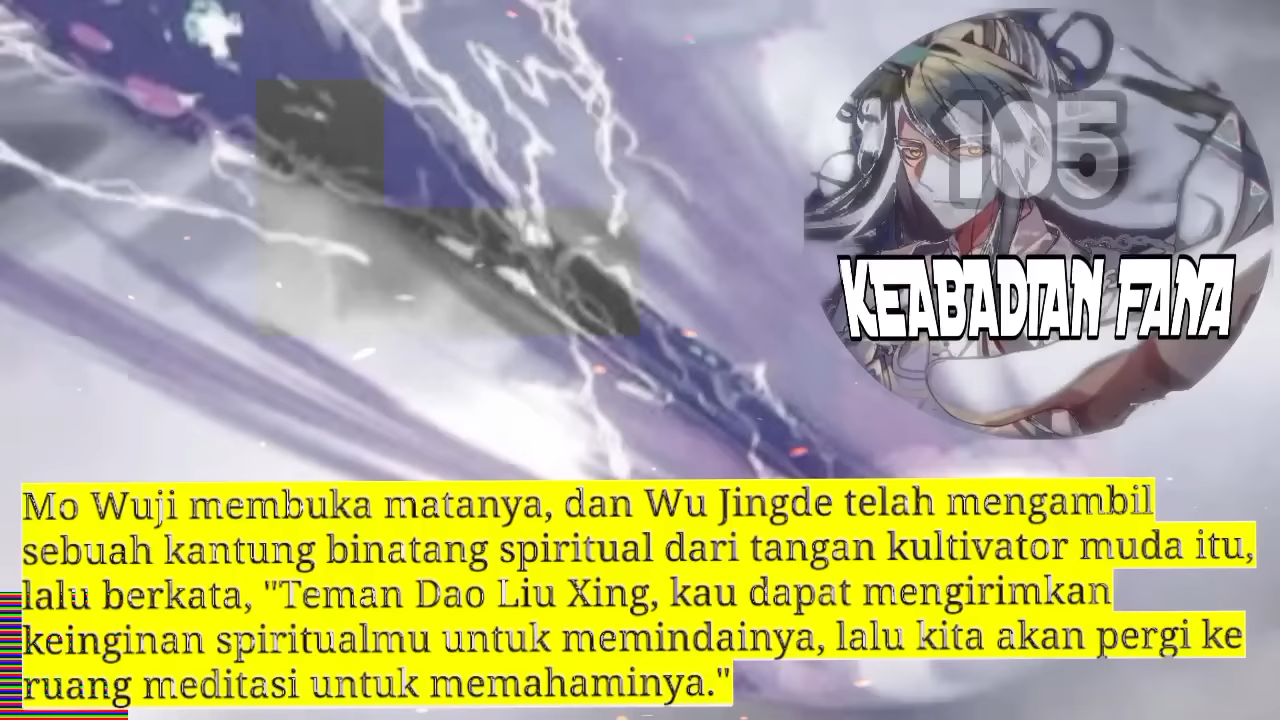 105
KEABADIAN FANA
Mo Wuji membuka matanya, dan Wu Jingde telah mengambil
sebuah kantung binatang spiritual dari tangan kultivator muda itu,
lalu berkata, "Teman Dao Liu Xing, kau dapat mengirimkan
keinginan spiritualmu untuk memindainya, lalu kita akan pergi ke
ruang meditasi untuk memahaminya."